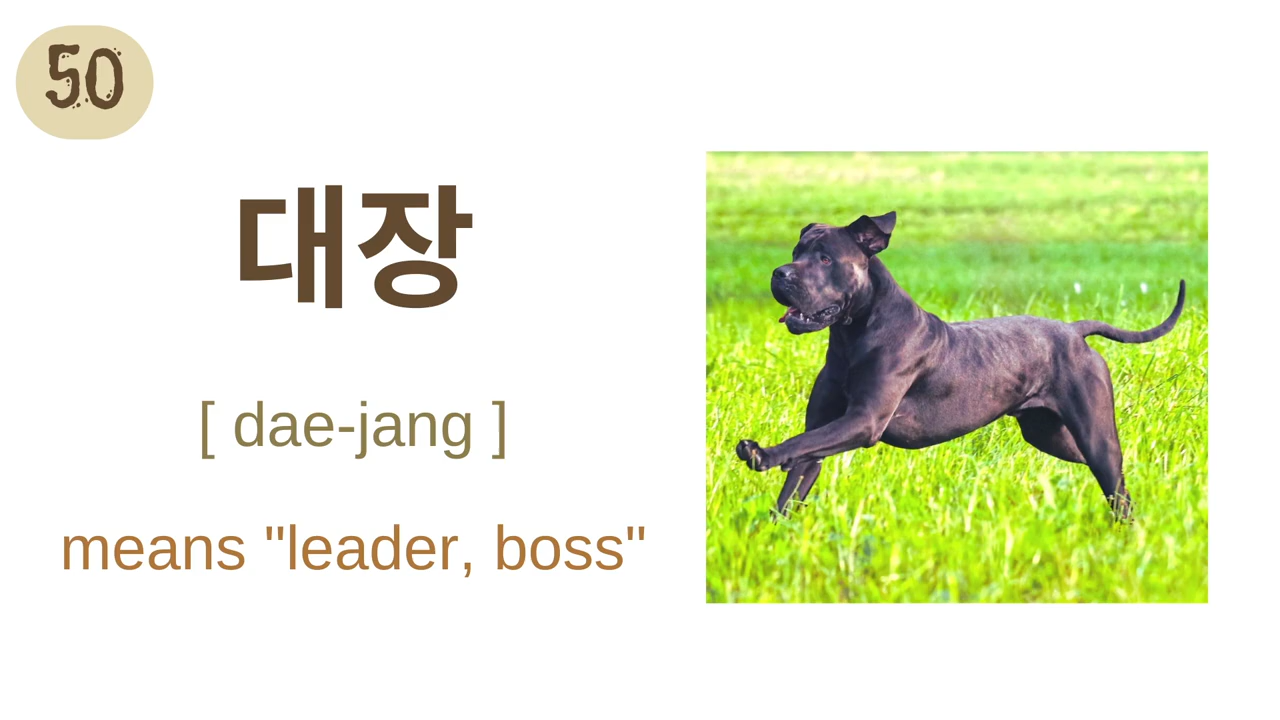 50
대장
[ dae-jang ]
means "leader, boss"